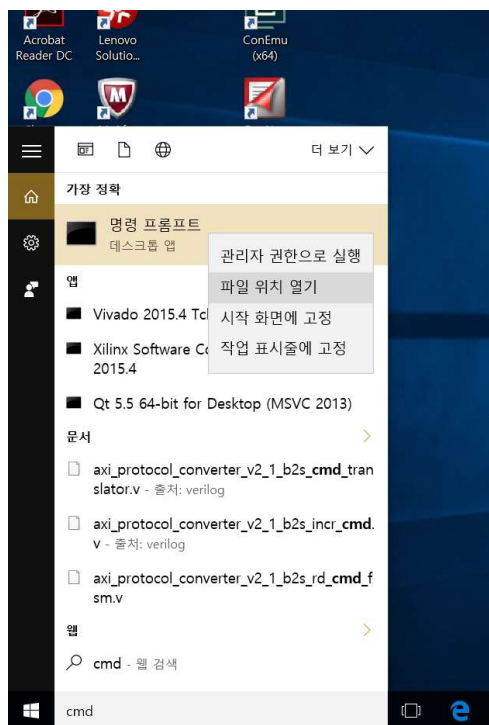 Acrobat
Reader DC
Lenovo
Solutio...
ConEmu
(x64)
더 보기
가장 정확
명령 프롬프트
데스크톱 앱
관리자 권한으로 실행
파일 위치 열기
시작 화면에 고정
작업 표시줄에 고정
앱
Vivado 2015.4 Tcl
Xilinx Software Co
2015.4
Qt 5.5 64-bit for Desktop (MSVC 2013)
문서
axi_protocol_converter_v2_1_b2s_cmd_tran
slator.v - 출처: verilog
axi_protocol_converter_v2_1_b2s_incr_cmd.
v - 출처: verilog
axi_protocol_converter_v2_1_b2s_rd_cmd_f
sm.v
웹
cmd - 웹 검색
cmd